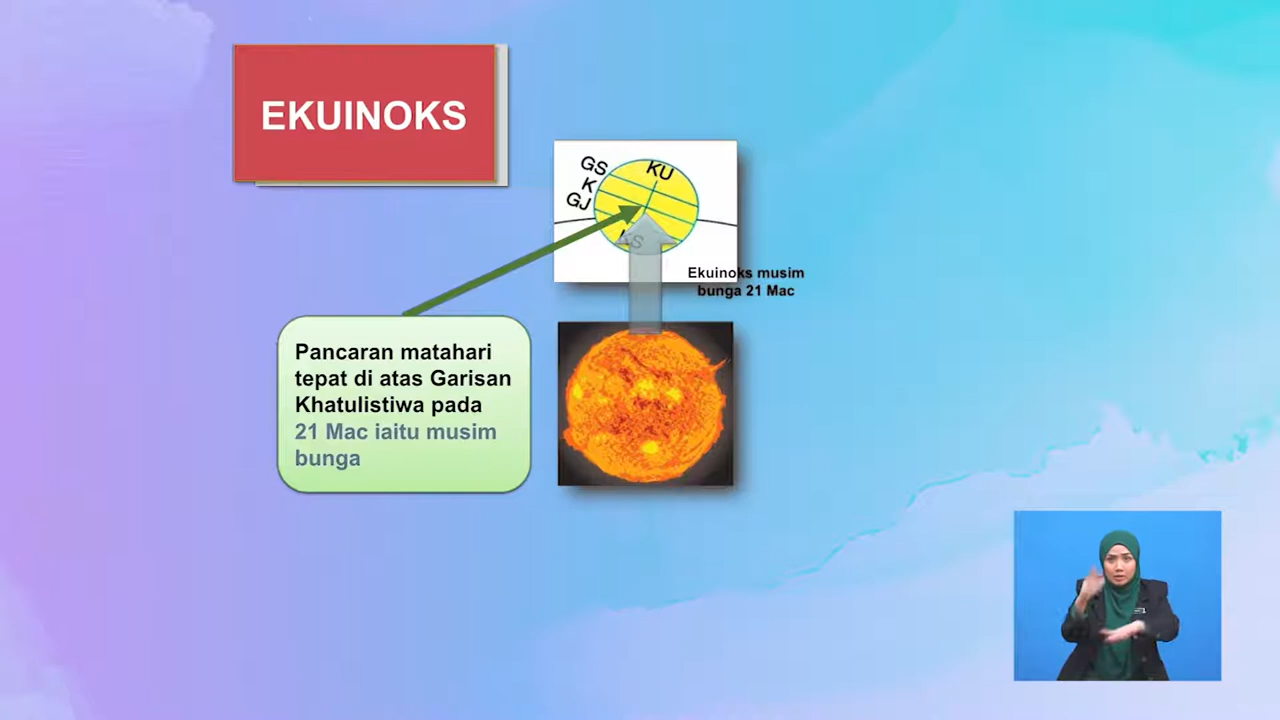 EKUINOKS
GS
K
GJ
KU
KS
Ekuinoks musim
bunga 21 Mac
Pancaran matahari
tepat di atas Garisan
Khatulistiwa pada
21 Mac iaitu musim
bunga